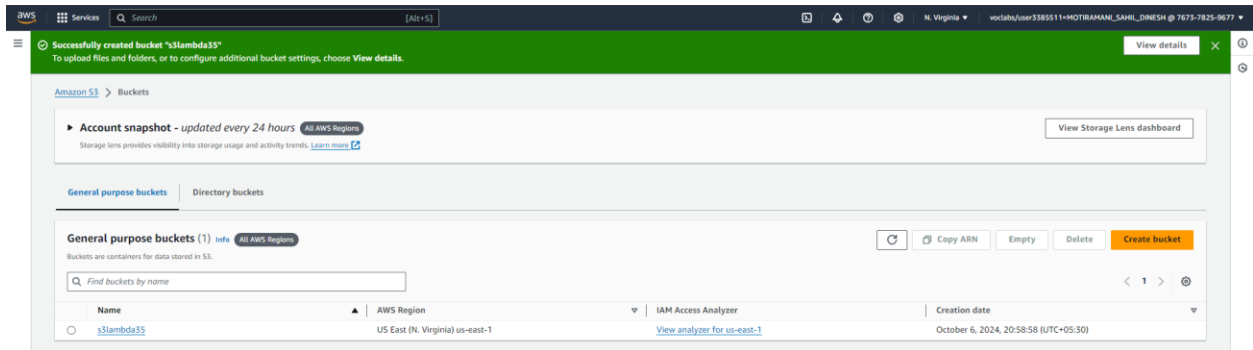 aws Services Search [Alt+S] N. Virginia voclabs/user3385511=MOTIRAMANI_SAHIL_DINESH @ 7673-7825-9677
Successfully created bucket "s3lambda35"
To upload files and folders, or to configure additional bucket settings, choose View details.
View details
Amazon S3 > Buckets
Account snapshot - updated every 24 hours All AWS Regions
Storage lens provides visibility into storage usage and activity trends. Learn more
View Storage Lens dashboard
General purpose buckets Directory buckets
General purpose buckets (1) Info All AWS Regions
Buckets are containers for data stored in S3.
Copy ARN Empty Delete Create bucket
Find buckets by name
1
Name AWS Region IAM Access Analyzer Creation date
s3lambda35 US East (N. Virginia) us-east-1 View analyzer for us-east-1 October 6, 2024, 20:58:58 (UTC+05:30)